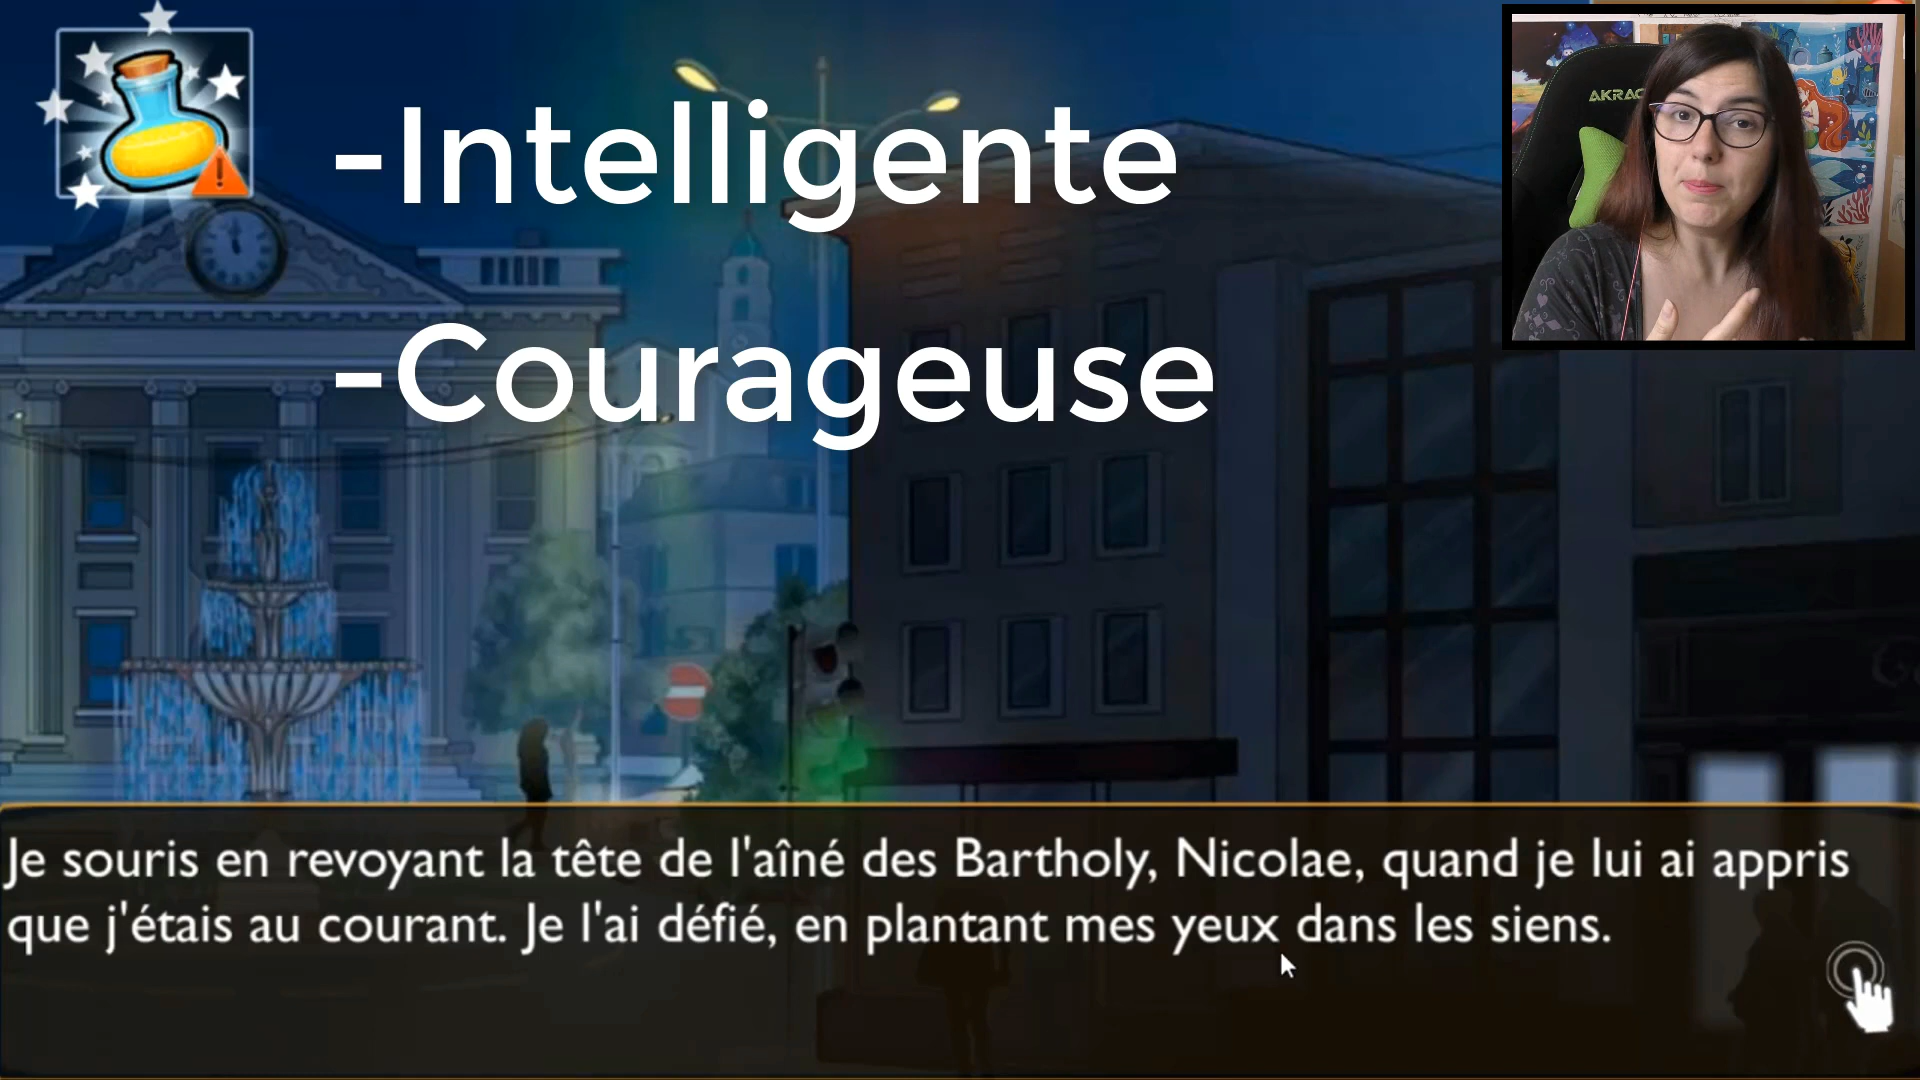 -Intelligente
AKRAC
-Courageuse
Je souris en revoyant la tête de l'aîné des Bartholy, Nicolae, quand je lui ai appris
que j'étais au courant. Je l'ai défié, en plantant mes yeux dans les siens.